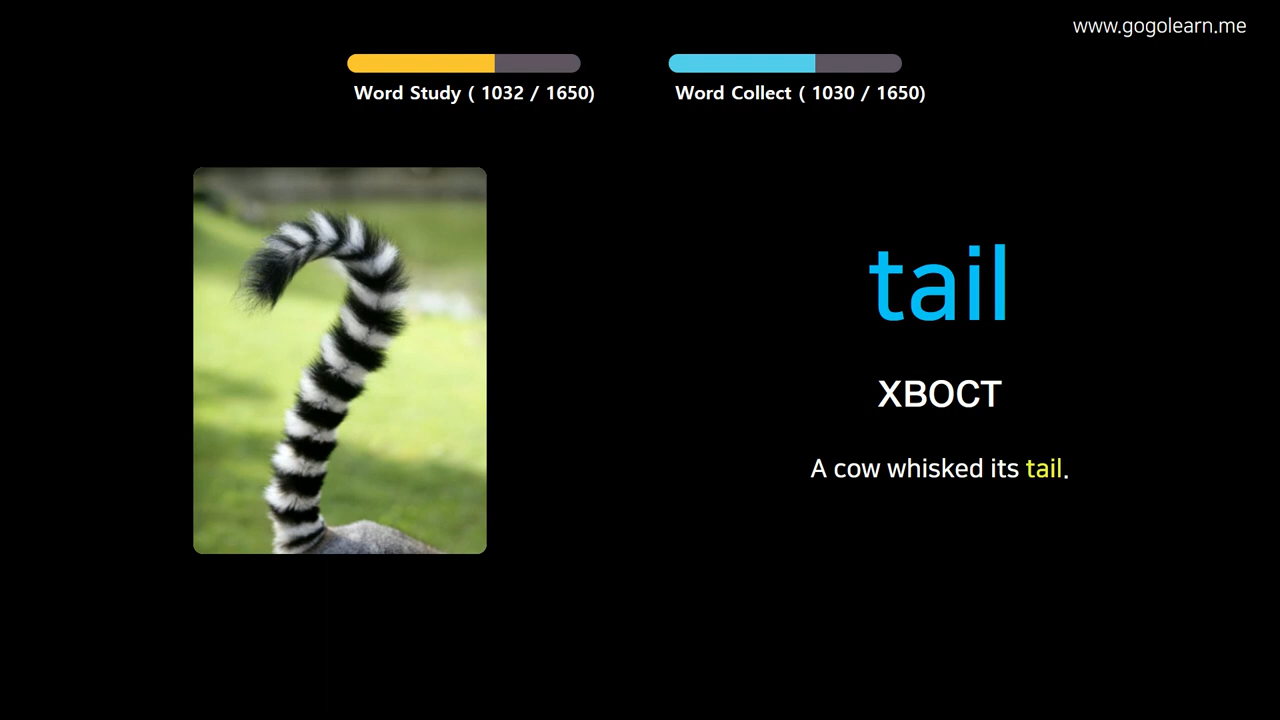 www.gogolearn.me
Word Study ( 1032 / 1650)
Word Collect ( 1030 / 1650)
tail
ХВОСТ
A cow whisked its tail.